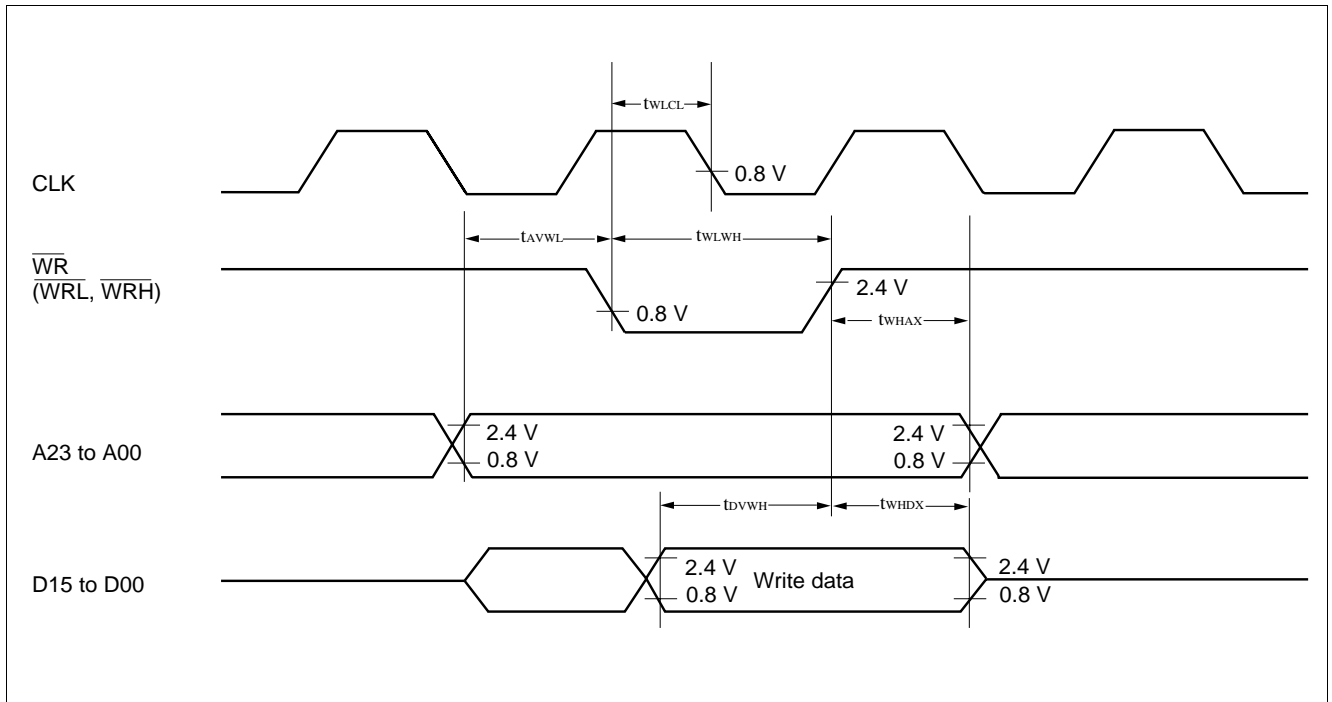 tWLCL
CLK
0.8 V
tAVWL
tWLWH
WR
(WRL, WRH)
2.4 V
0.8 V
tWHAX
A23 to A00
2.4 V
2.4 V
0.8 V
0.8 V
tDVWH
tWHDX
D15 to D00
2.4 V
Write data
2.4 V
0.8 V
0.8 V